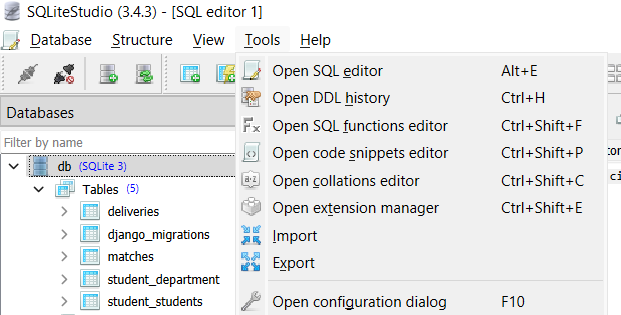 SQLiteStudio (3.4.3) - [SQL editor 1]
Database Structure View Tools Help
Databases
Filter by name
db (SQLite 3)
Tables (5)
deliveries
django_migrations
matches
student_department
student_students
Open SQL editor Alt+E
Open DDL history Ctrl+H
Open SQL functions editor Ctrl+Shift+F
Open code snippets editor Ctrl+Shift+P
Open collations editor Ctrl+Shift+C
Open extension manager Ctrl+Shift+E
Import
Export
Open configuration dialog F10